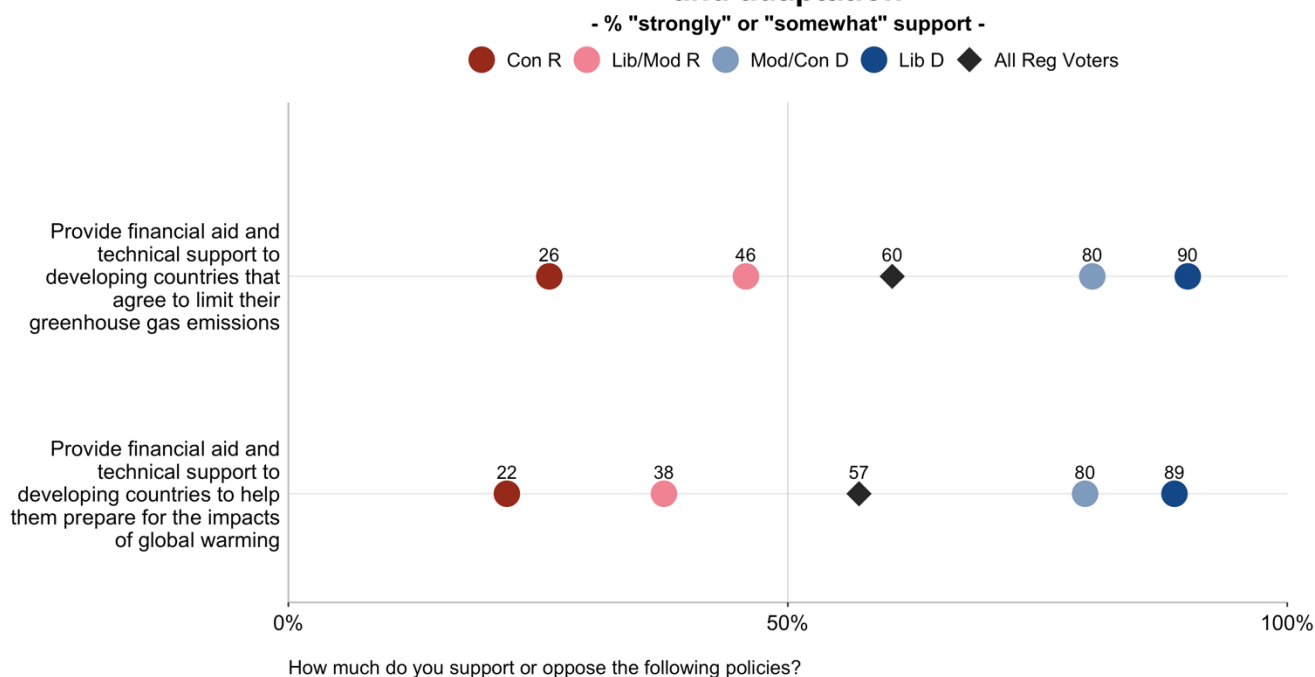 and adaptation
- % "strongly" or "somewhat" support -
Con R Lib/Mod R Mod/Con D Lib D All Reg Voters
Provide financial aid and
technical support to
developing countries that
agree to limit their
greenhouse gas emissions
26 46 60 80 90
Provide financial aid and
technical support to
developing countries to help
them prepare for the impacts
of global warming
22 38 57 80 89
0% 50% 100%
How much do you support or oppose the following policies?